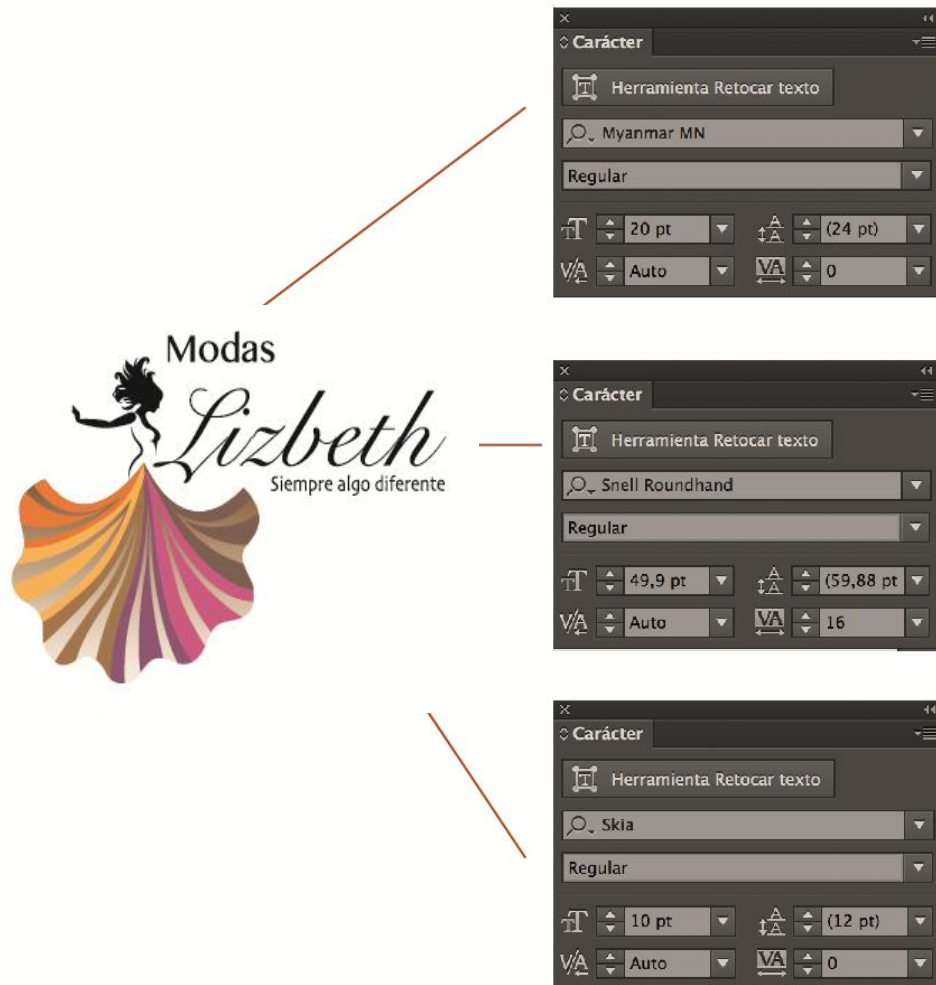 Carácter
Herramienta Retocar texto
Myanmar MN
Regular
20 pt (24 pt)
Auto 0
Modas
Lizbeth
Siempre algo diferente
Carácter
Herramienta Retocar texto
Snell Roundhand
Regular
49,9 pt (59,88 pt
Auto 16
Carácter
Herramienta Retocar texto
Skia
Regular
10 pt (12 pt)
Auto 0